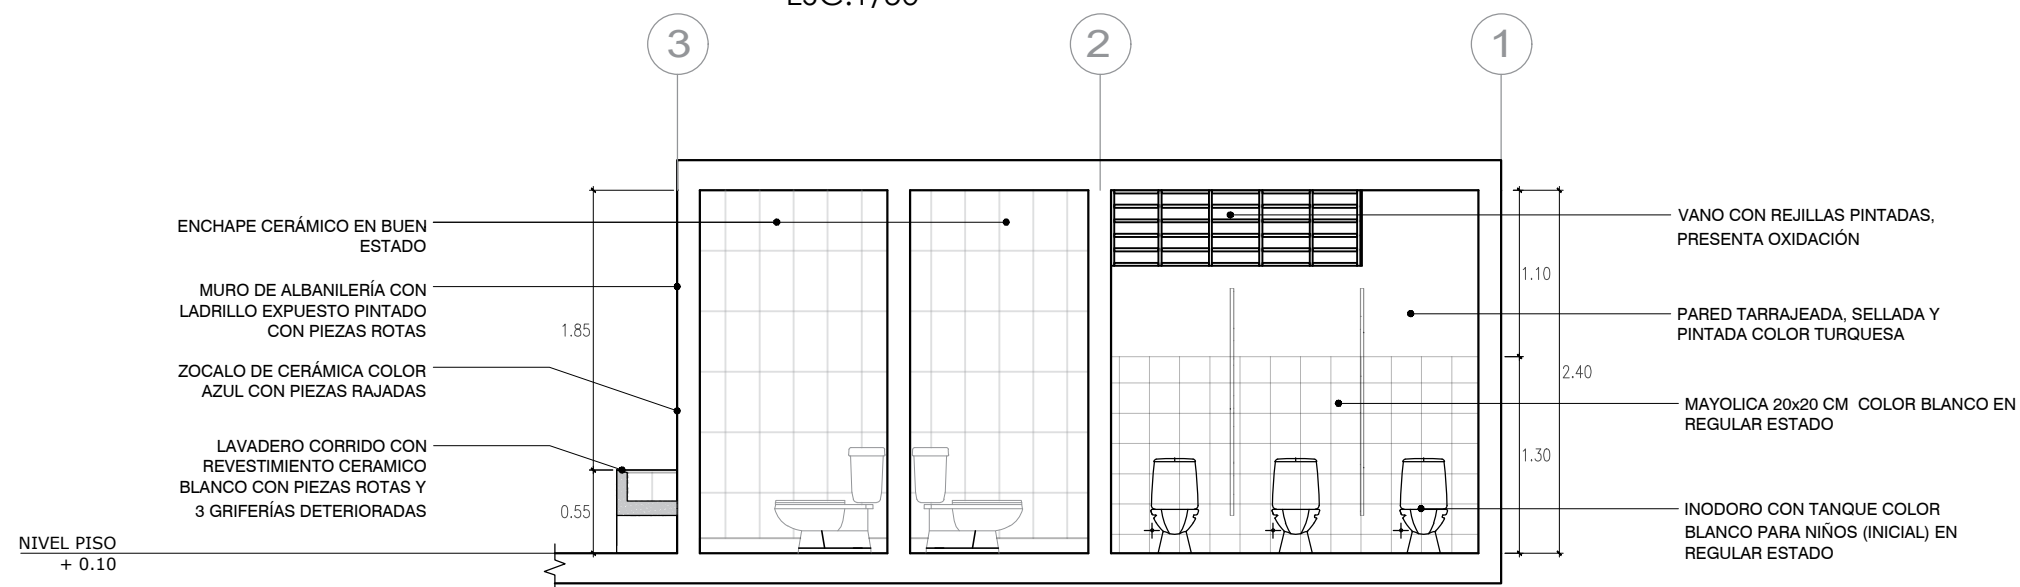 3
2
1
ENCHAPE CERÁMICO EN BUEN
ESTADO
MURO DE ALBANILERÍA CON
LADRILLO EXPUESTO PINTADO
CON PIEZAS ROTAS
ZOCALO DE CERÁMICA COLOR
AZUL CON PIEZAS RAJADAS
LAVADERO CORRIDO CON
REVESTIMIENTO CERAMICO
BLANCO CON PIEZAS ROTAS Y
3 GRIFERÍAS DETERIORADAS
NIVEL PISO
+ 0.10
1.85
0.55
VANO CON REJILLAS PINTADAS,
PRESENTA OXIDACIÓN
PARED TARRAJEADA, SELLADA Y
PINTADA COLOR TURQUESA
MAYOLICA 20x20 CM COLOR BLANCO EN
REGULAR ESTADO
INODORO CON TANQUE COLOR
BLANCO PARA NIÑOS (INICIAL) EN
REGULAR ESTADO
1.10
2.40
1.30